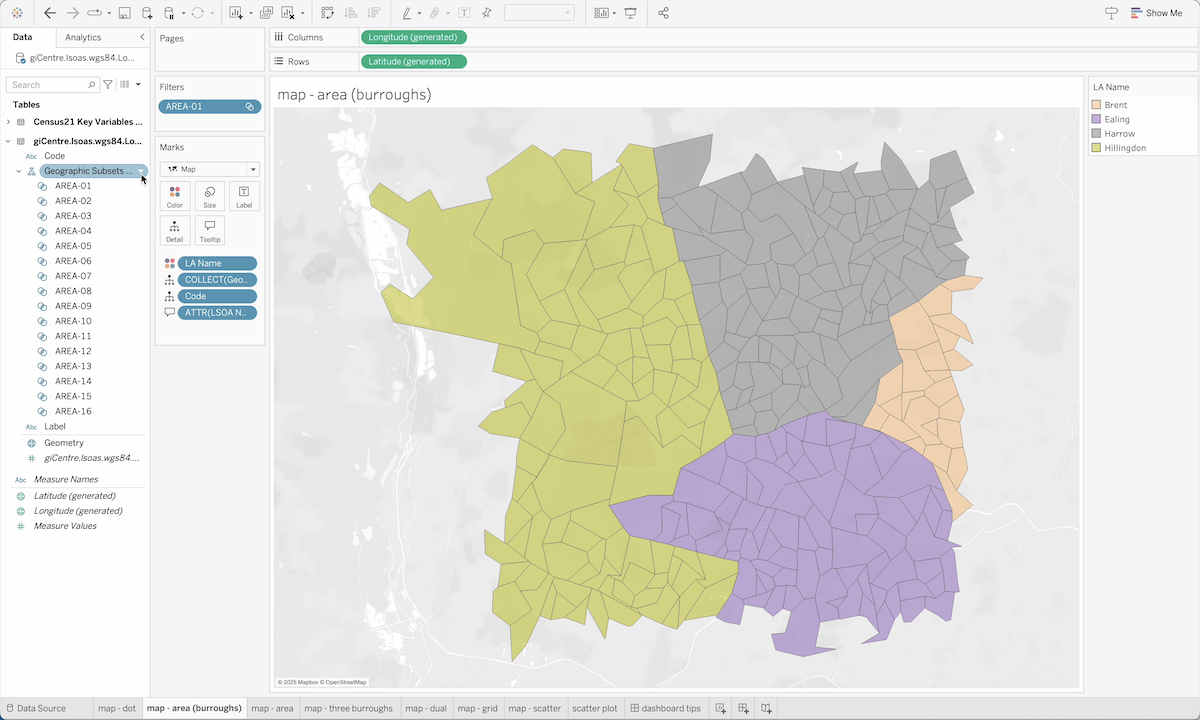 Show Me
Data
Analytics
giCentre.lsoas.wgs84.Lo...
Search
Tables
Census21 Key Variables ...
giCentre.lsoas.wgs84.Lo...
Abc Code
Geographic Subsets ...
AREA-01
AREA-02
AREA-03
AREA-04
AREA-05
AREA-06
AREA-07
AREA-08
AREA-09
AREA-10
AREA-11
AREA-12
AREA-13
AREA-14
AREA-15
AREA-16
Abc Label
Geometry
# giCentre.lsoas.wgs84....
Abc Measure Names
Latitude (generated)
Longitude (generated)
# Measure Values
Pages
Filters
AREA-01
Marks
Map
Color
Size
Label
Detail
Tooltip
LA Name
COLLECT(Geo..
Code
ATTR(LSOA N..
Columns
Longitude (generated)
Rows
Latitude (generated)
map - area (burroughs)
© 2025 Mapbox © OpenStreetMap
LA Name
Brent
Ealing
Harrow
Hillingdon
Data Source
map - dot
map - area (burroughs)
map - area
map - three burroughs
map - dual
map - grid
map - scatter
scatter plot
dashboard tips